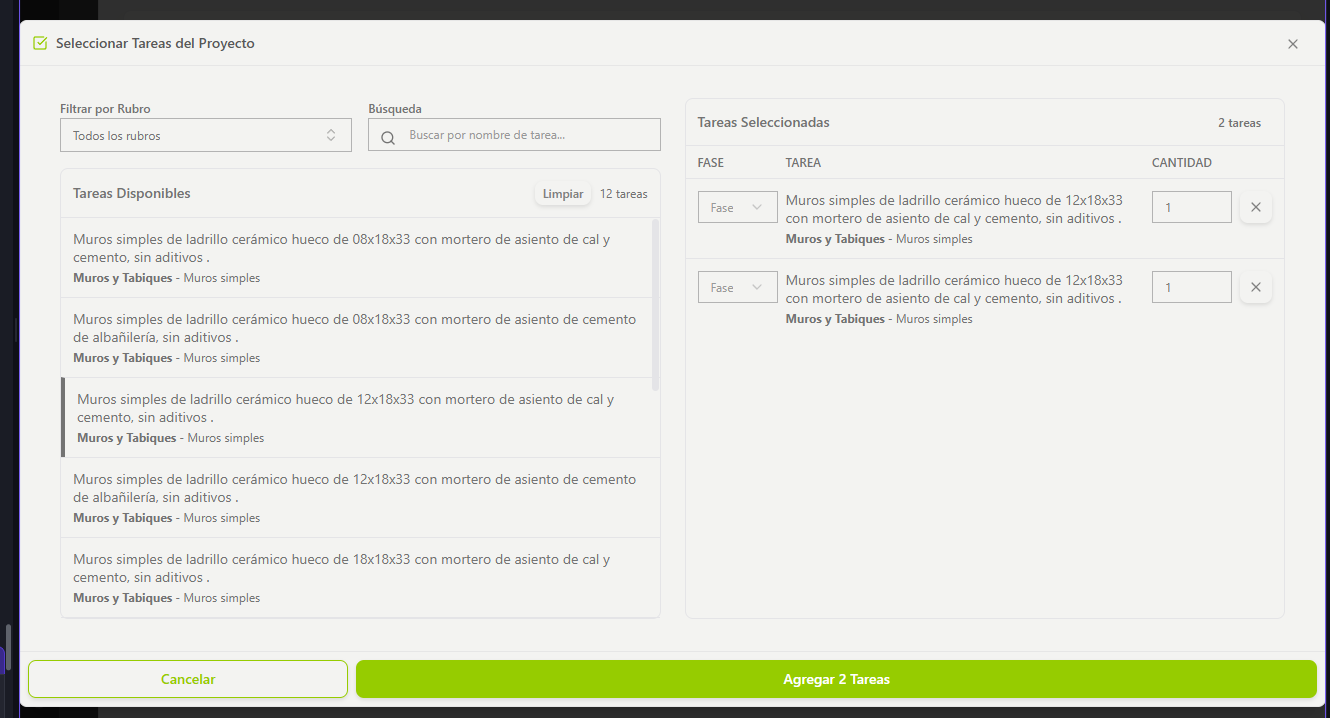 Seleccionar Tareas del Proyecto
Filtrar por Rubro
Búsqueda
Todos los rubros
Buscar por nombre de tarea...
Tareas Disponibles
Limpiar
12 tareas
Muros simples de ladrillo cerámico hueco de 08x18x33 con mortero de asiento de cal y
cemento, sin aditivos .
Muros y Tabiques - Muros simples
Muros simples de ladrillo cerámico hueco de 08x18x33 con mortero de asiento de cemento
de albañilería, sin aditivos .
Muros y Tabiques - Muros simples
Muros simples de ladrillo cerámico hueco de 12x18x33 con mortero de asiento de cal y
cemento, sin aditivos .
Muros y Tabiques - Muros simples
Muros simples de ladrillo cerámico hueco de 12x18x33 con mortero de asiento de cemento
de albañilería, sin aditivos .
Muros y Tabiques - Muros simples
Muros simples de ladrillo cerámico hueco de 18x18x33 con mortero de asiento de cal y
cemento, sin aditivos .
Muros y Tabiques - Muros simples
Tareas Seleccionadas
2 tareas
FASE TAREA CANTIDAD
Fase
Muros simples de ladrillo cerámico hueco de 12x18x33
con mortero de asiento de cal y cemento, sin aditivos .
Muros y Tabiques - Muros simples
1
Fase
Muros simples de ladrillo cerámico hueco de 12x18x33
con mortero de asiento de cal y cemento, sin aditivos .
Muros y Tabiques - Muros simples
1
Cancelar
Agregar 2 Tareas